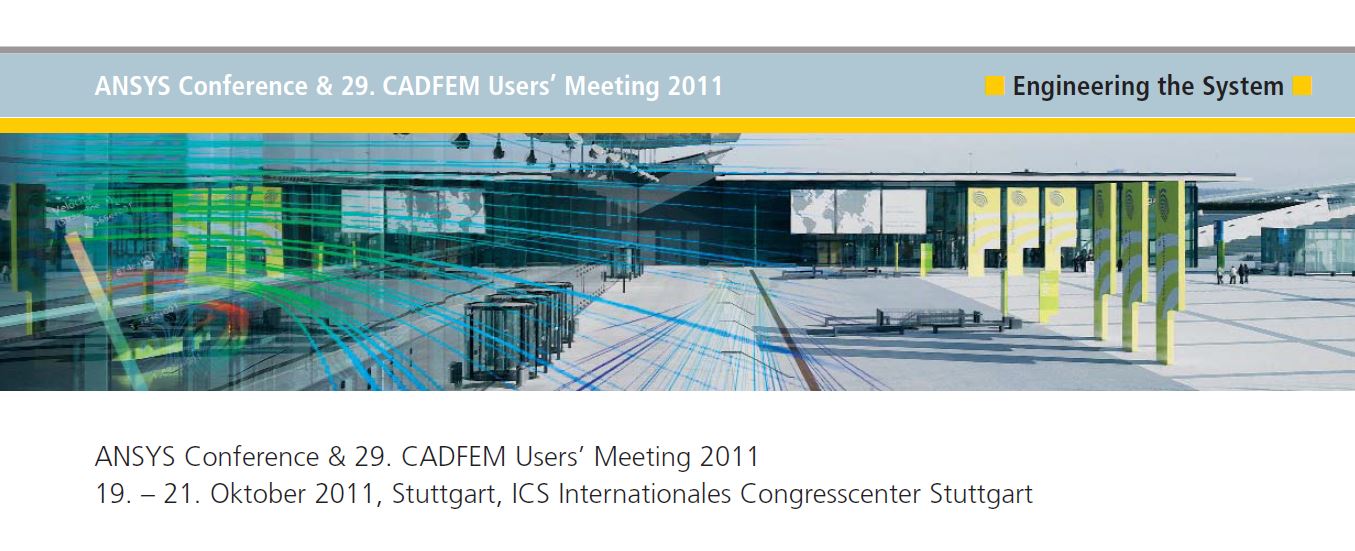 ANSYS Conference & 29. CADFEM Users’ Meeting 2011
Engineering the System
Velocity
ANSYS Conference & 29. CADFEM Users’ Meeting 2011
19. – 21. Oktober 2011, Stuttgart, ICS Internationales Congresscenter Stuttgart